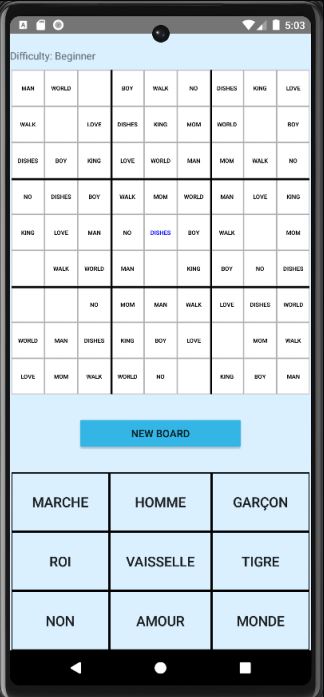 5:03
Difficulty: Beginner
MAN WORLD BOY WALK NO DISHES KING LOVE
WALK LOVE DISHES KING MOM WORLD BOY
DISHES BOY KING LOVE WORLD MAN MOM WALK NO
NO DISHES BOY WALK MOM WORLD MAN LOVE KING
KING LOVE MAN NO DISHES BOY WALK MOM
WALK WORLD MAN KING BOY NO DISHES
NO MOM MAN WALK LOVE DISHES WORLD
WORLD MAN DISHES KING BOY LOVE MOM WALK
LOVE MOM WALK WORLD NO KING BOY MAN
NEW BOARD
MARCHE HOMME GARÇON
ROI VAISSELLE TIGRE
NON AMOUR MONDE